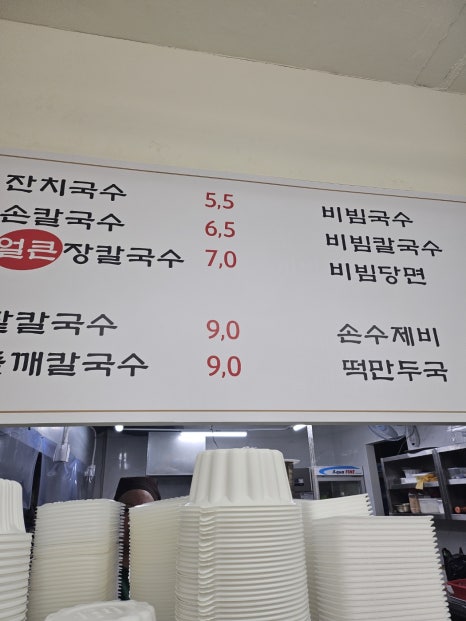 잔치국수 5,5
손칼국수 6,5
얼큰장칼국수 7,0
칼국수 9,0
깨칼국수 9,0
비빔국수
비빔칼국수
비빔당면
손수제비
떡만두국
Aqua FINE